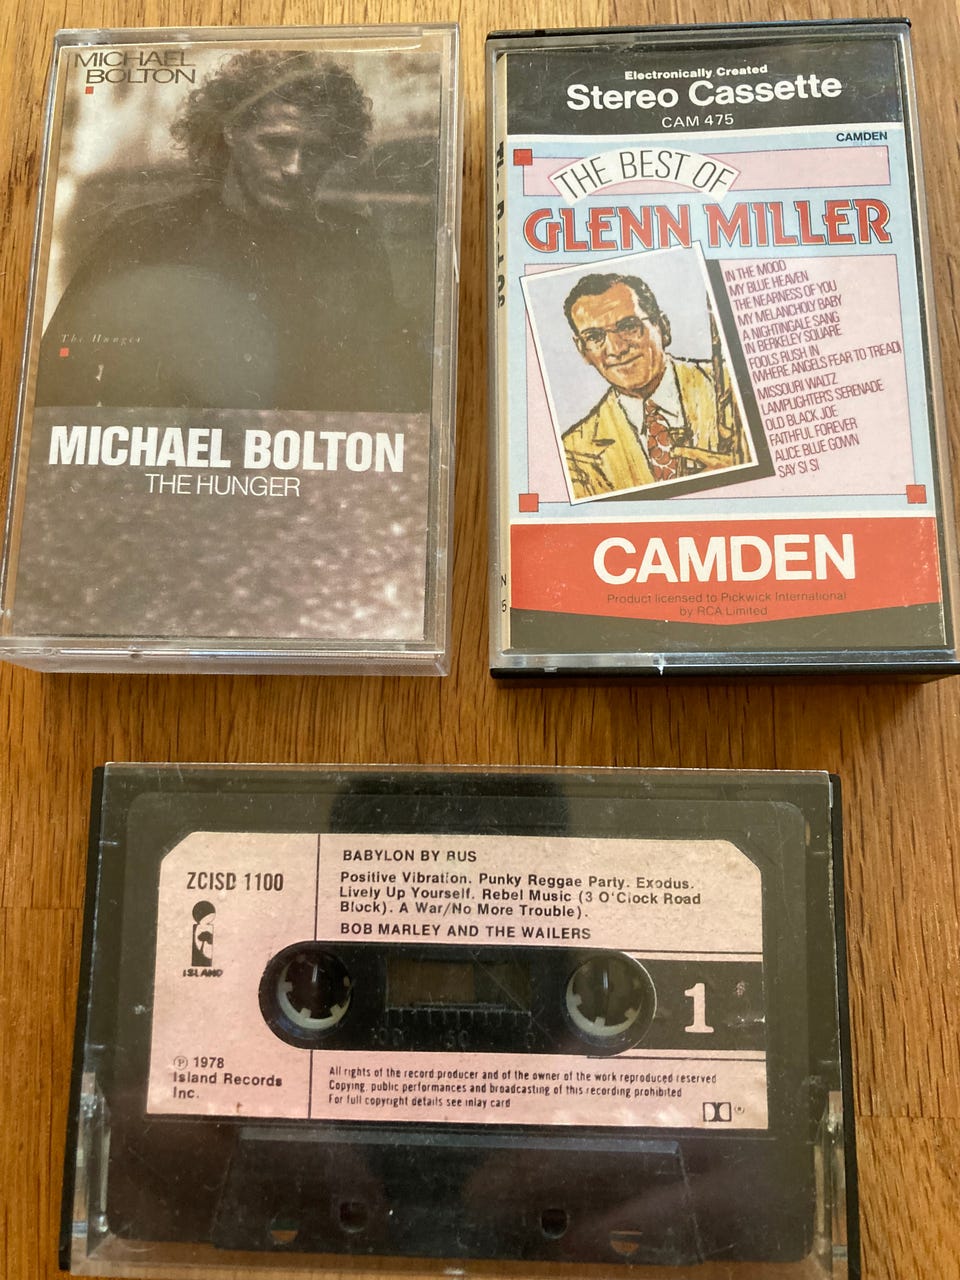 MICHAEL
BOLTON
The Hunger
MICHAEL BOLTON
THE HUNGER
Electronically Created
Stereo Cassette
CAM 475
CAMDEN
THE BEST OF
GLENN MILLER
IN THE MOOD
MY BLUE HEAVEN
THE NEARNESS OF YOU
MY MELANCHOLY BABY
A NIGHTINGALE SANG
IN BERKELEY SQUARE
FOOLS RUSH IN
(WHERE ANGELS FEAR TO TREAD)
MISSOURI WALTZ
LAMPLIGHTER'S SERENADE
OLD BLACK JOE
FAITHFUL FOREVER
ALICE BLUE GOWN
SAY SI SI
CAMDEN
Product licensed to Pickwick International
by RCA Limited
BABYLON BY BUS
ZCISD 1100
Positive Vibration. Punky Reggae Party. Exodus.
Lively Up Yourself. Rebel Music (3 O'Clock Road
Block). A War/No More Trouble).
BOB MARLEY AND THE WAILERS
ISLAND
1
100 50
℗ 1978
Island Records
Inc.
All rights of the record producer and of the owner of the work reproduced reserved
Copying, public performances and broadcasting of this recording prohibited
For full copyright details see inlay card